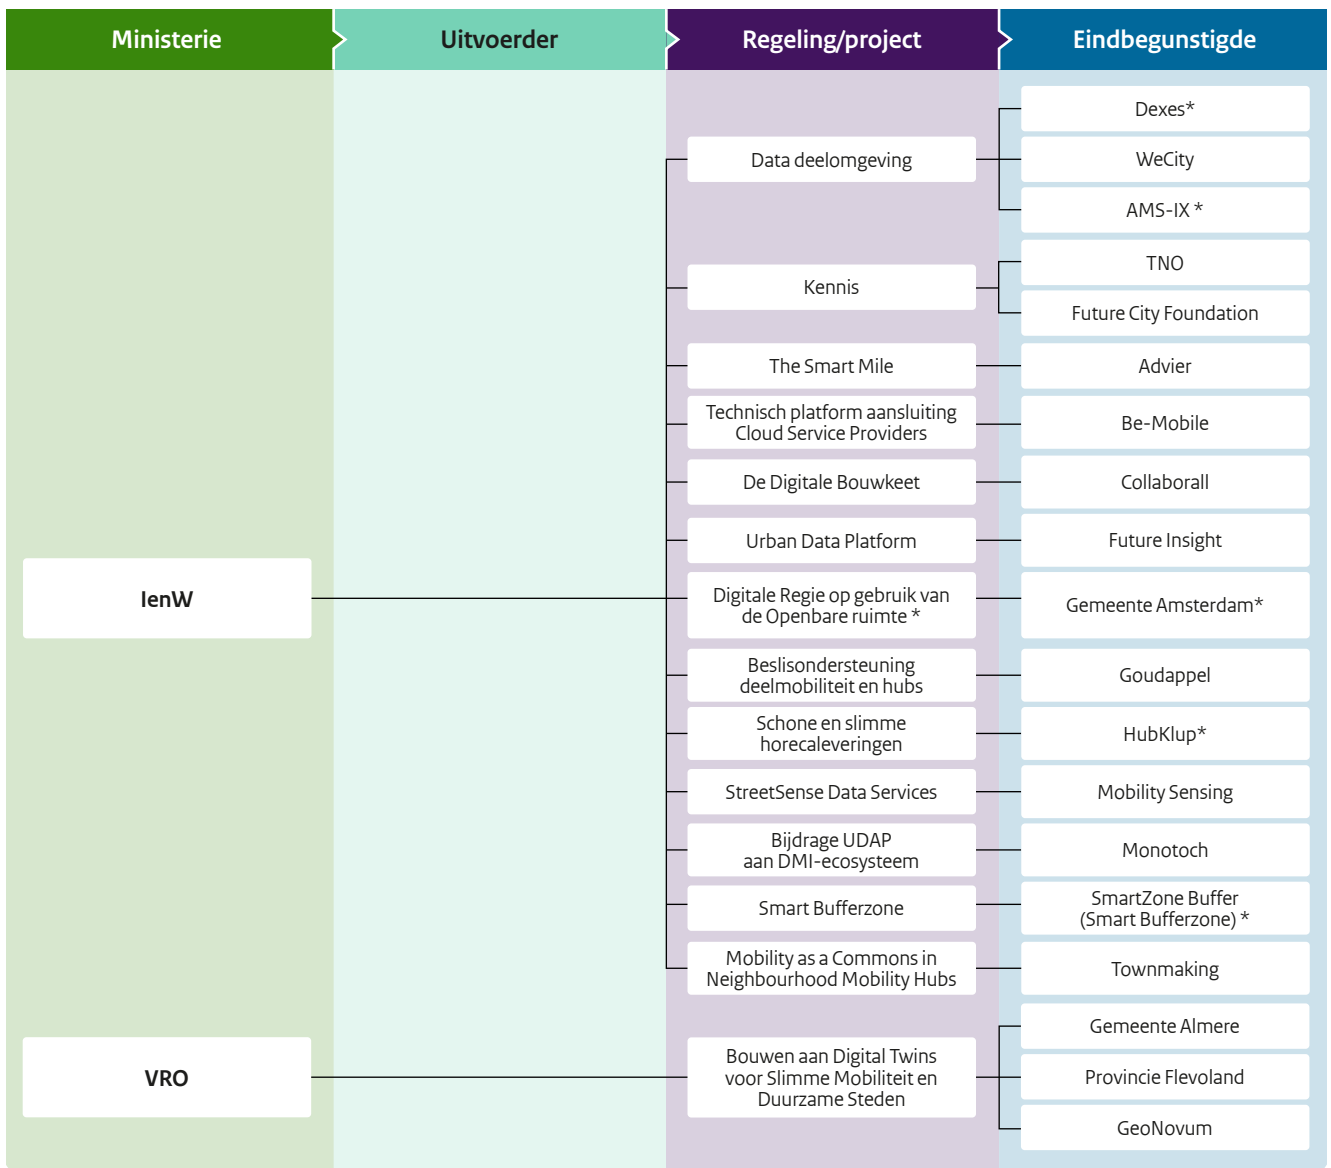 Ministerie
Uitvoerder
Regeling/project
Eindbegunstigde
IenW
Data deelomgeving
Dexes*
WeCity
AMS-IX *
Kennis
TNO
Future City Foundation
The Smart Mile
Advier
Technisch platform aansluiting
Cloud Service Providers
Be-Mobile
De Digitale Bouwkeet
Collaborall
Urban Data Platform
Future Insight
Digitale Regie op gebruik van
de Openbare ruimte *
Gemeente Amsterdam*
Beslisondersteuning
deelmobiliteit en hubs
Goudappel
Schone en slimme
horecaleveringen
HubKlup*
StreetSense Data Services
Mobility Sensing
Bijdrage UDAP
aan DMI-ecosysteem
Monotoch
Smart Bufferzone
SmartZone Buffer
(Smart Bufferzone) *
Mobility as a Commons in
Neighbourhood Mobility Hubs
Townmaking
VRO
Bouwen aan Digital Twins
voor Slimme Mobiliteit en
Duurzame Steden
Gemeente Almere
Provincie Flevoland
GeoNovum